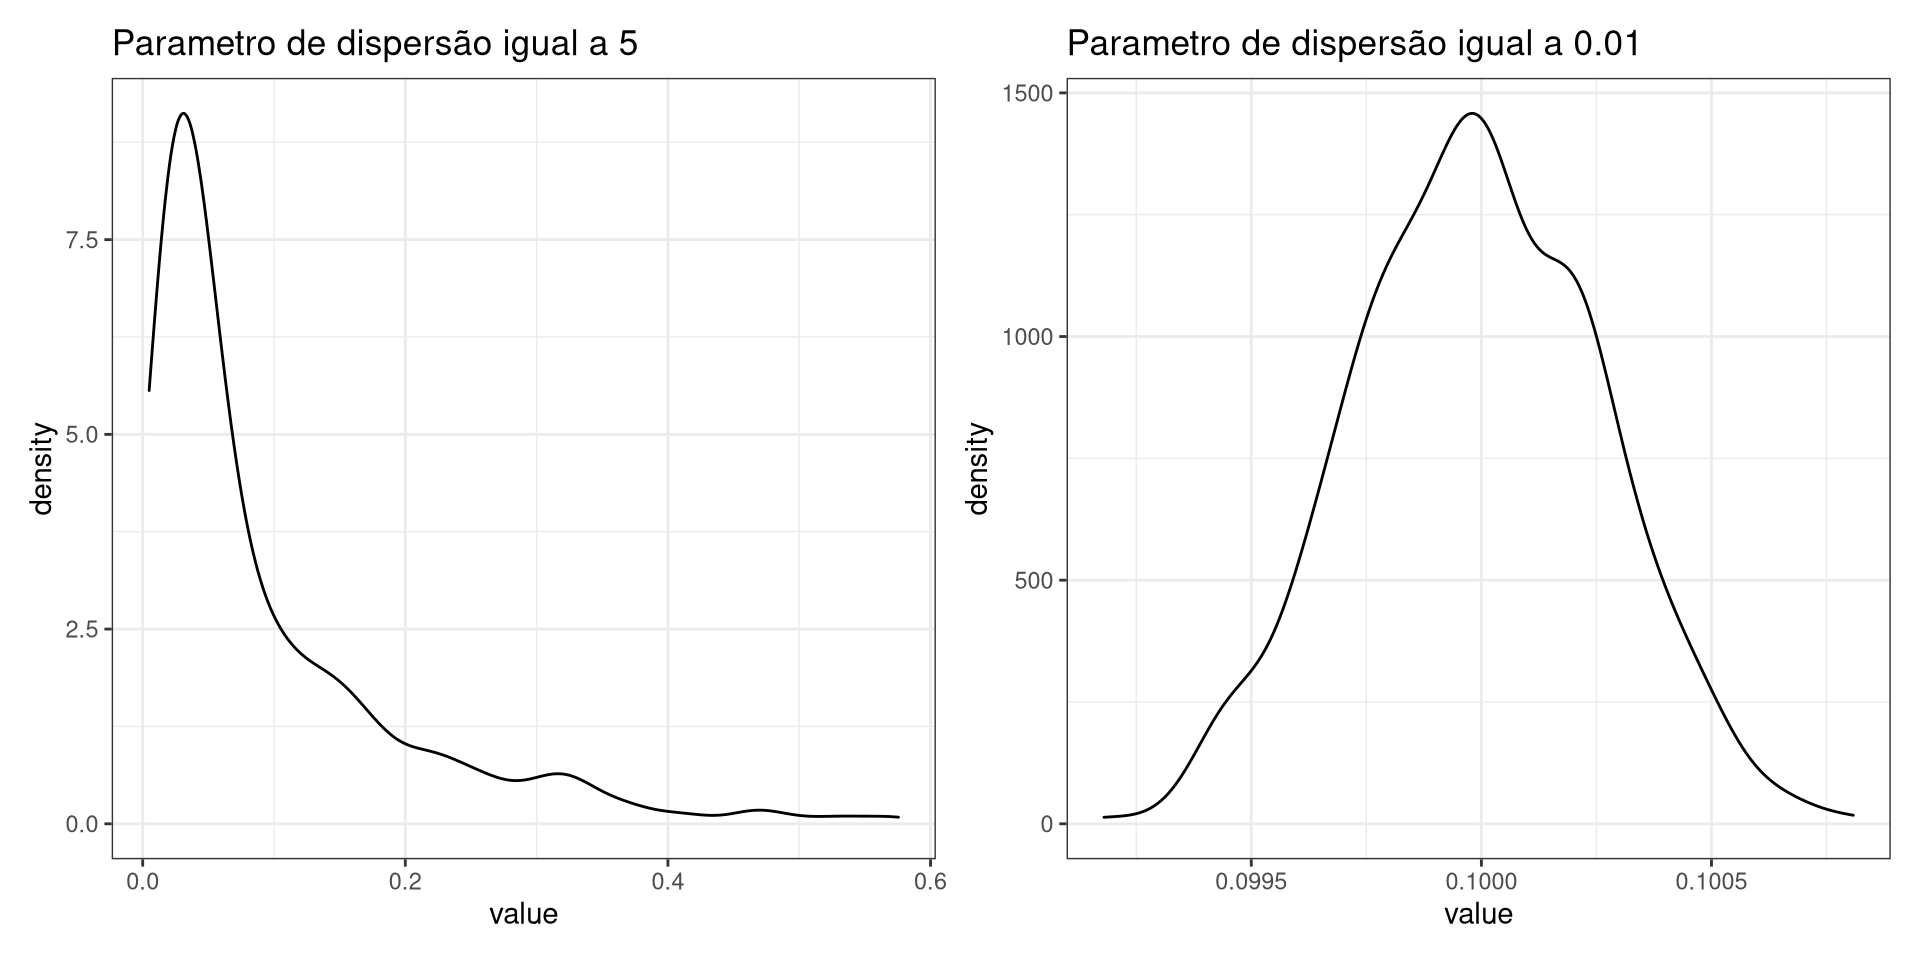 Parametro de dispersão igual a 5
density
7.5
5.0
2.5
0.0
0.0 0.2 0.4 0.6
value
Parametro de dispersão igual a 0.01
density
1500
1000
500
0
0.0995 0.1000 0.1005
value